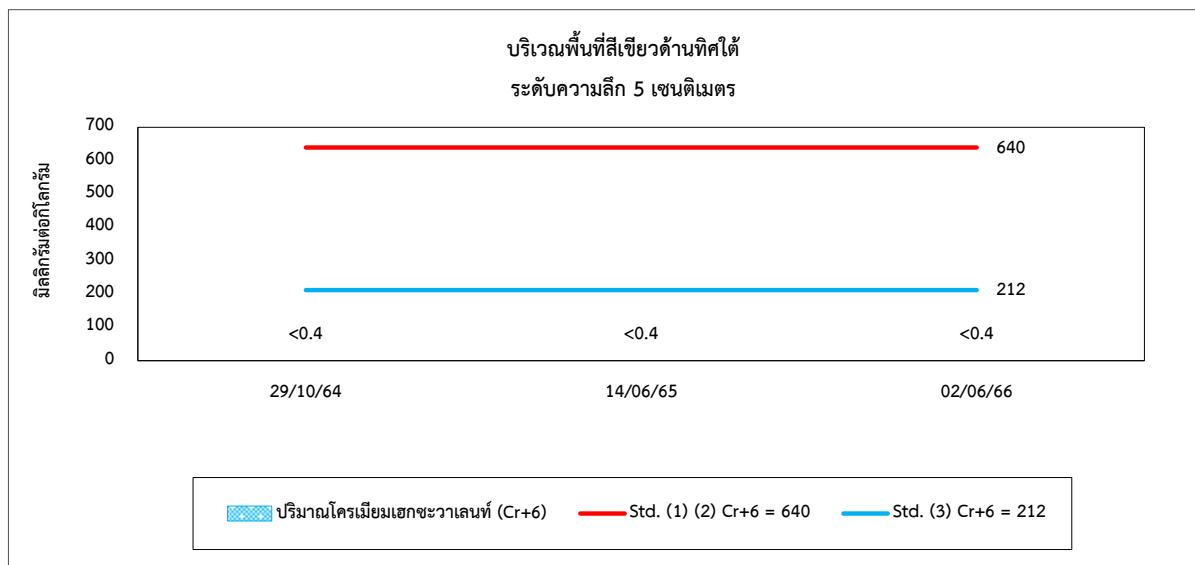 บริเวณพื้นที่สีเขียวด้านทิศใต้
ระดับความลึก 5 เซนติเมตร
มิลลิกรัมต่อกิโลกรัม
700
600
500
400
300
200
100
0
640
212
<0.4 <0.4 <0.4
29/10/64 14/06/65 02/06/66
ปริมาณโครเมียมเฮกซะวาเลนท์ (Cr+6) Std. (1) (2) Cr+6 = 640 Std. (3) Cr+6 = 212